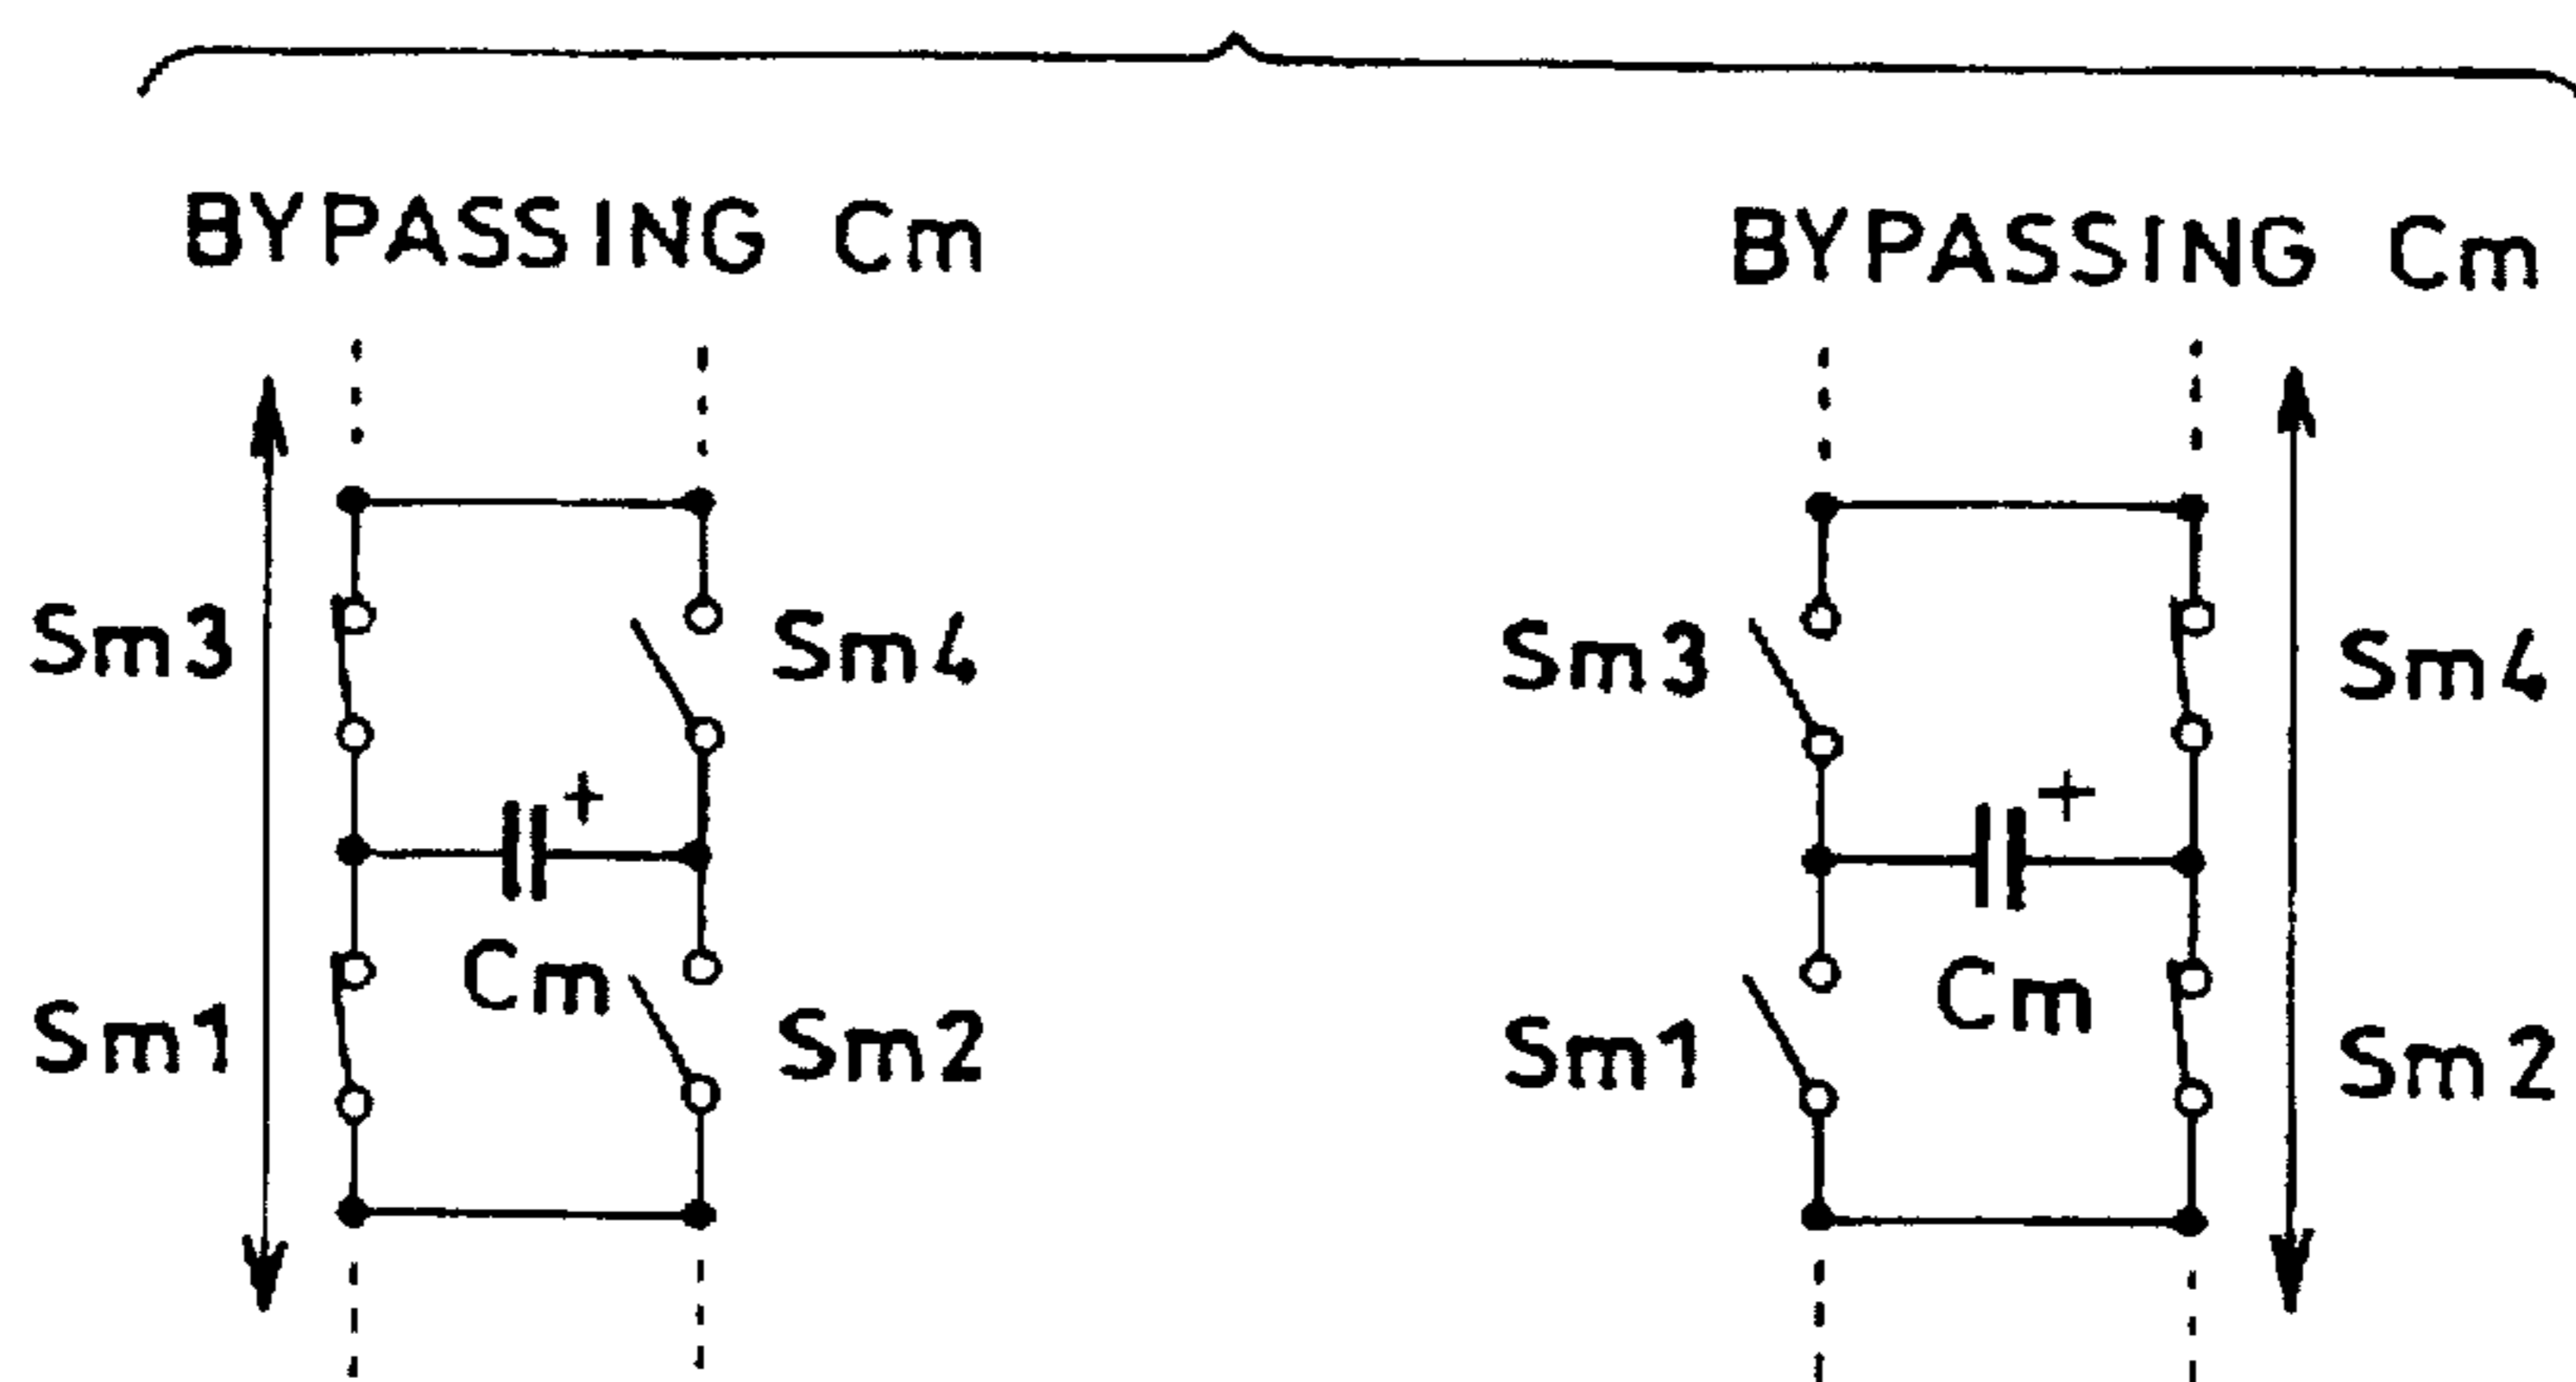 BYPASSING Cm
BYPASSING Cm
Sm3
Sm4
Sm3
Sm4
+
+
Cm
Cm
Sm1
Sm2
Sm1
Sm2